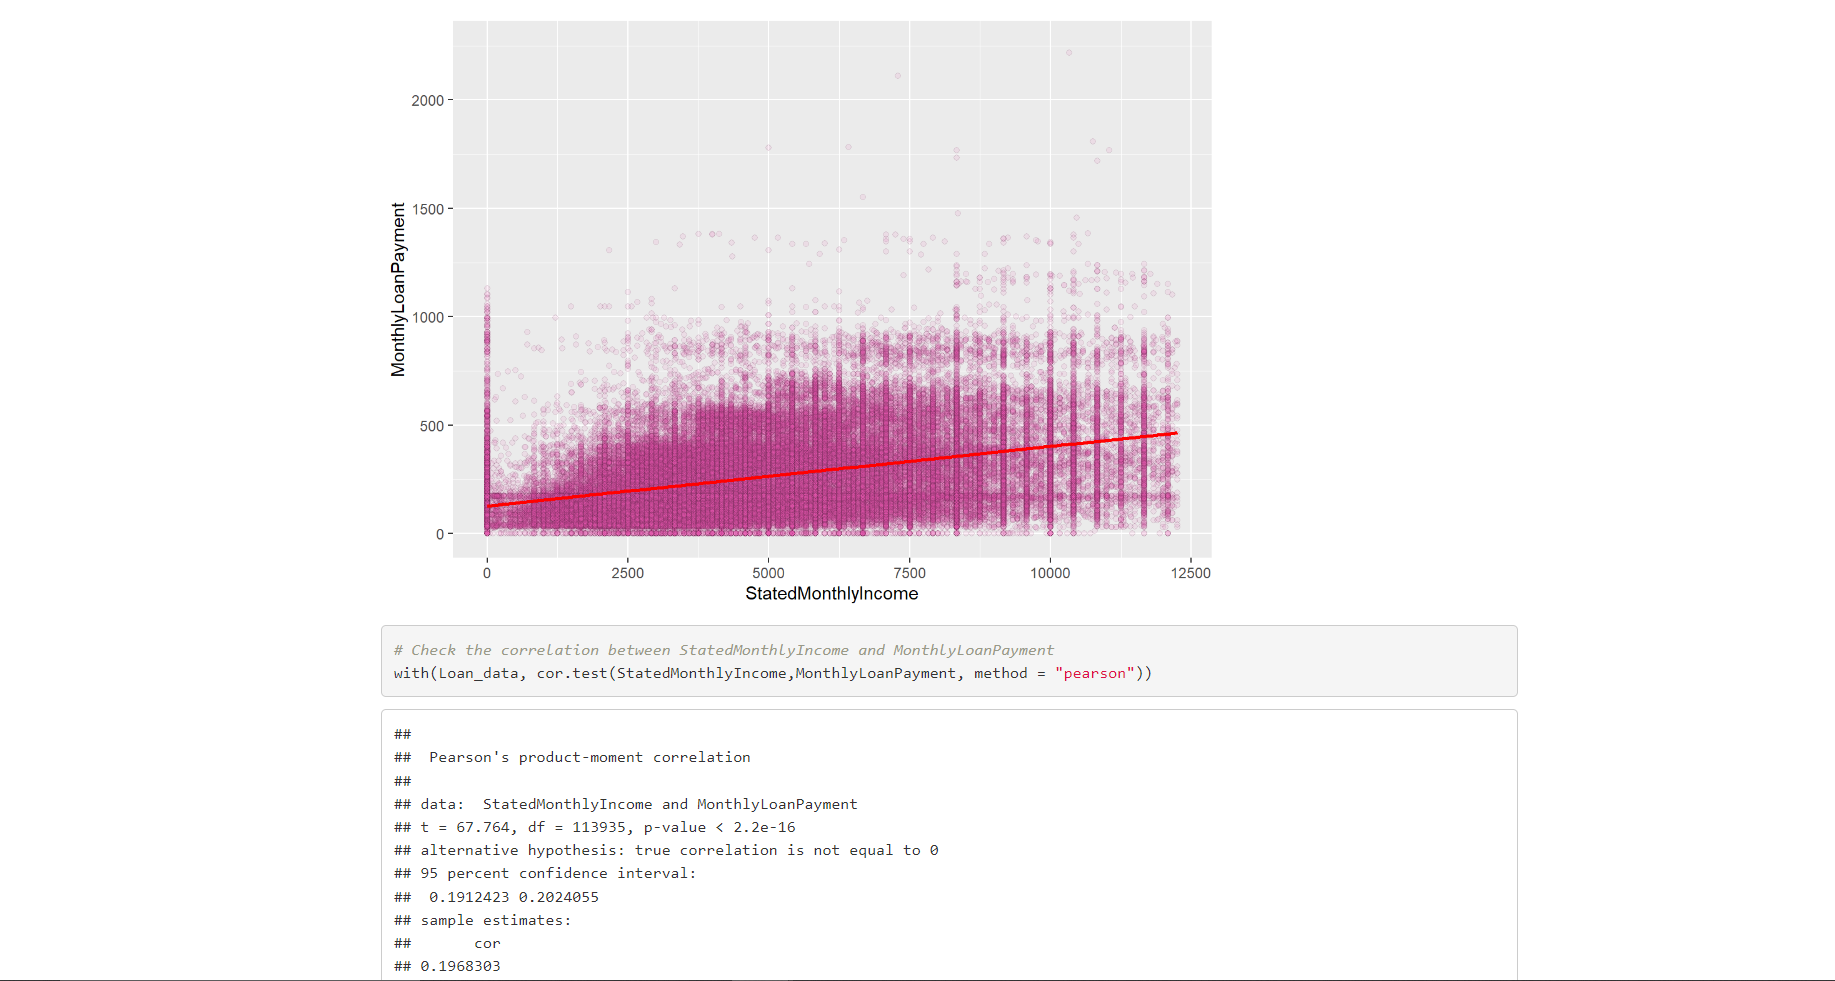 2000
1500
1000
500
0
MonthlyLoanPayment
0 2500 5000 7500 10000 12500
StatedMonthlyIncome
# Check the correlation between StatedMonthlyIncome and MonthlyLoanPayment
with(Loan_data, cor.test(StatedMonthlyIncome,MonthlyLoanPayment, method = "pearson"))
##
##  Pearson's product-moment correlation
##
## data:  StatedMonthlyIncome and MonthlyLoanPayment
## t = 67.764, df = 113935, p-value < 2.2e-16
## alternative hypothesis: true correlation is not equal to 0
## 95 percent confidence interval:
##  0.1912423 0.2024055
## sample estimates:
##       cor
## 0.1968303